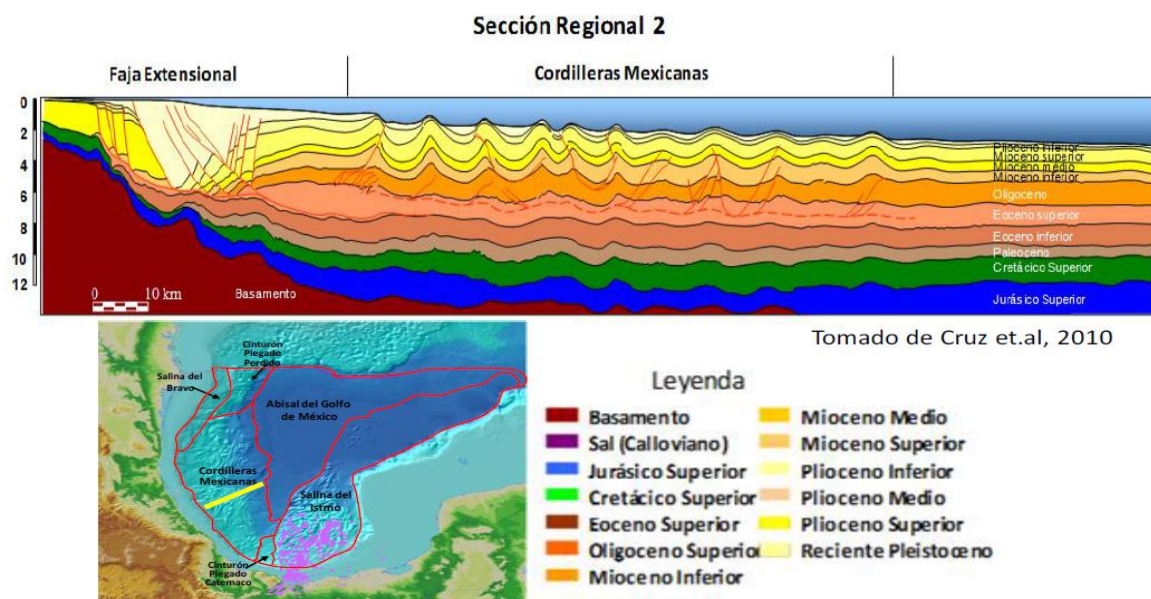 Sección Regional 2
Faja Extensional
Cordilleras Mexicanas
0
2
4
6
8
10
12
Plioceno inferior
Mioceno superior
Mioceno medio
Mioceno inferior
Oligoceno
Eoceno superior
Eoceno inferior
Paleoceno
Cretácico Superior
Jurásico Superior
0 10 km
Basamento
Tomado de Cruz et.al, 2010
Cinturón
Plegado
Perdido
Salina del
Bravo
Abisal del Golfo
de México
Cordilleras
Mexicanas
Salina del
Istmo
Cinturón
Plegado
Catemaco
Leyenda
Basamento
Sal (Calloviano)
Jurásico Superior
Cretácico Superior
Eoceno Superior
Oligoceno Superior
Mioceno Inferior
Mioceno Medio
Mioceno Superior
Plioceno Inferior
Plioceno Medio
Plioceno Superior
Reciente Pleistoceno